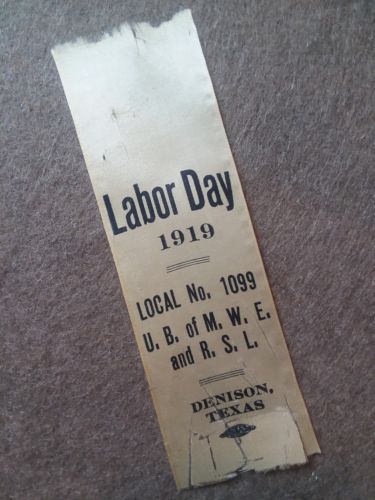 Labor Day
1919
LOCAL No. 1099
U. B. of M. W. E.
and R. S. L.
DENISON,
TEXAS